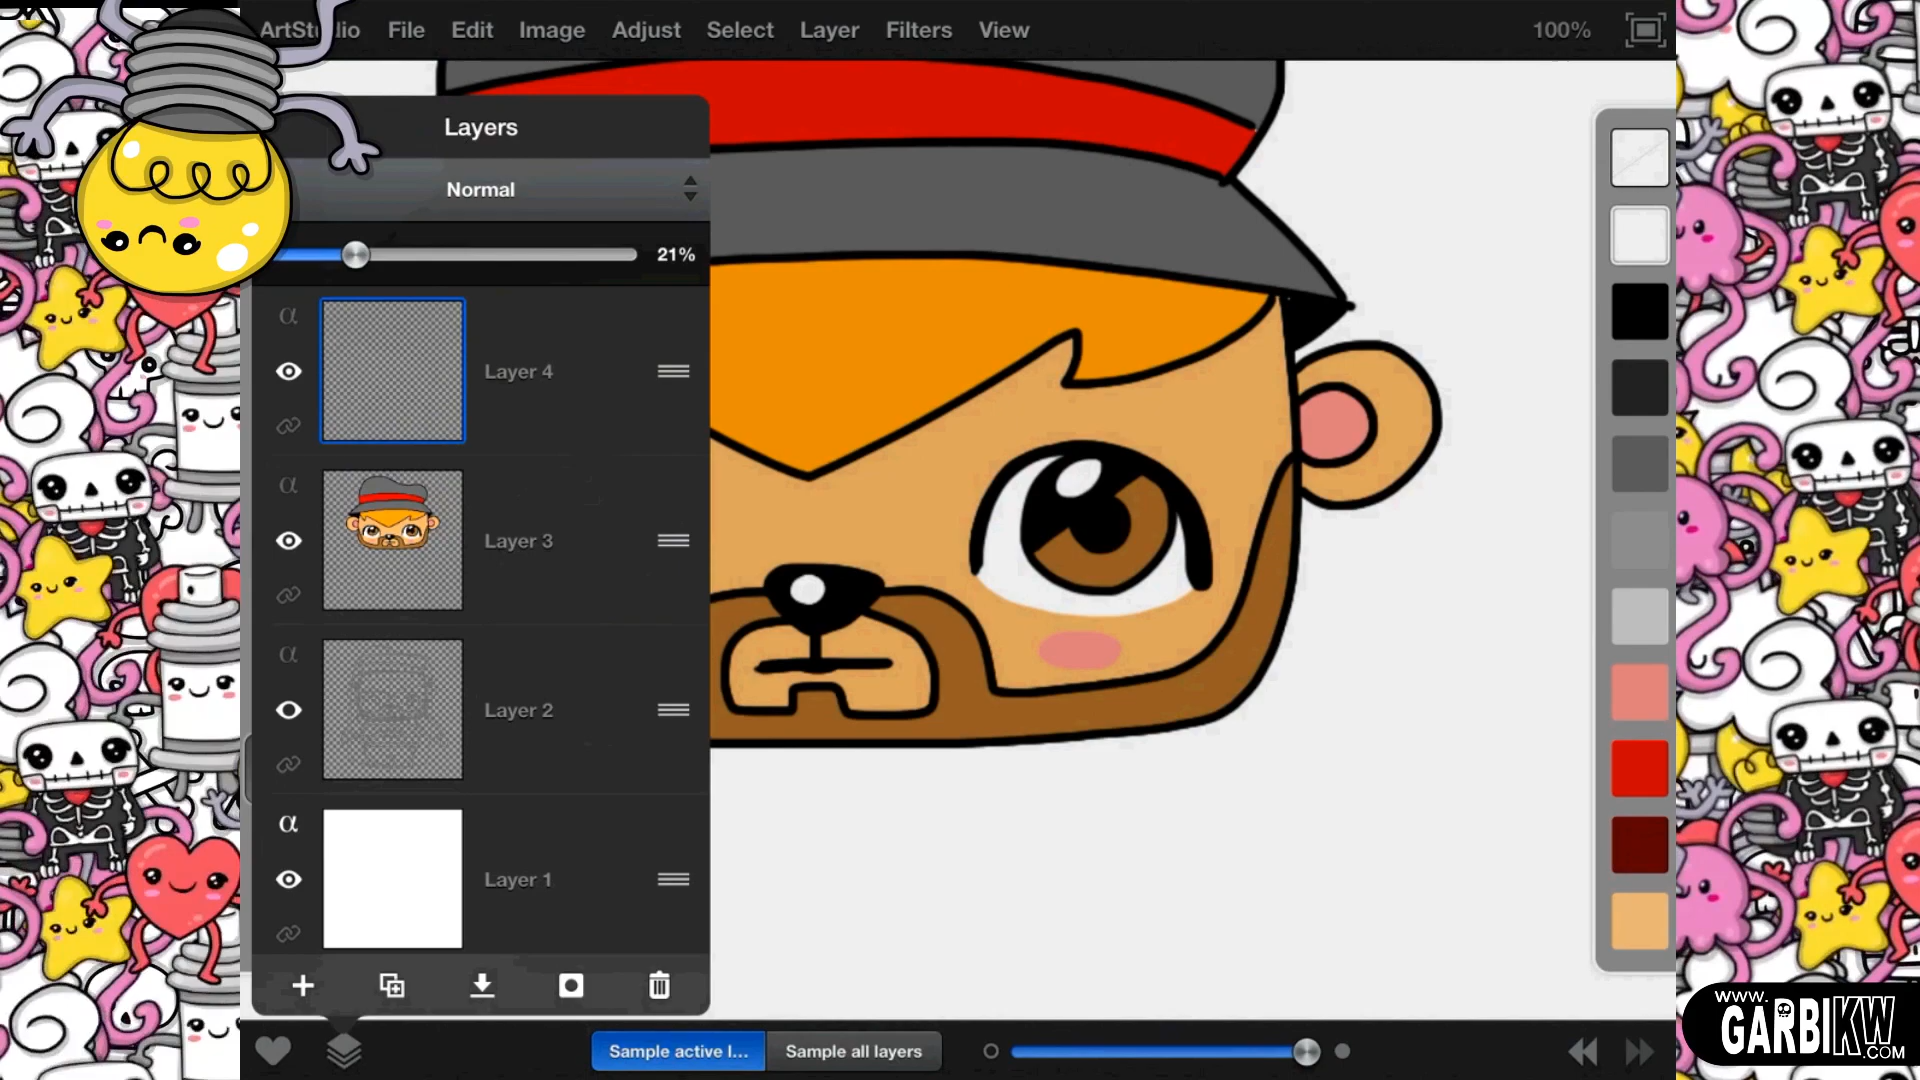 ArtStudio File Edit Image Adjust Select Layer Filters View 100%
Layers
Normal
21%
α
Layer 4
α
Layer 3
α
Layer 2
α
Layer 1
Sample active l... Sample all layers
WWW.
GARBIKW
.COM